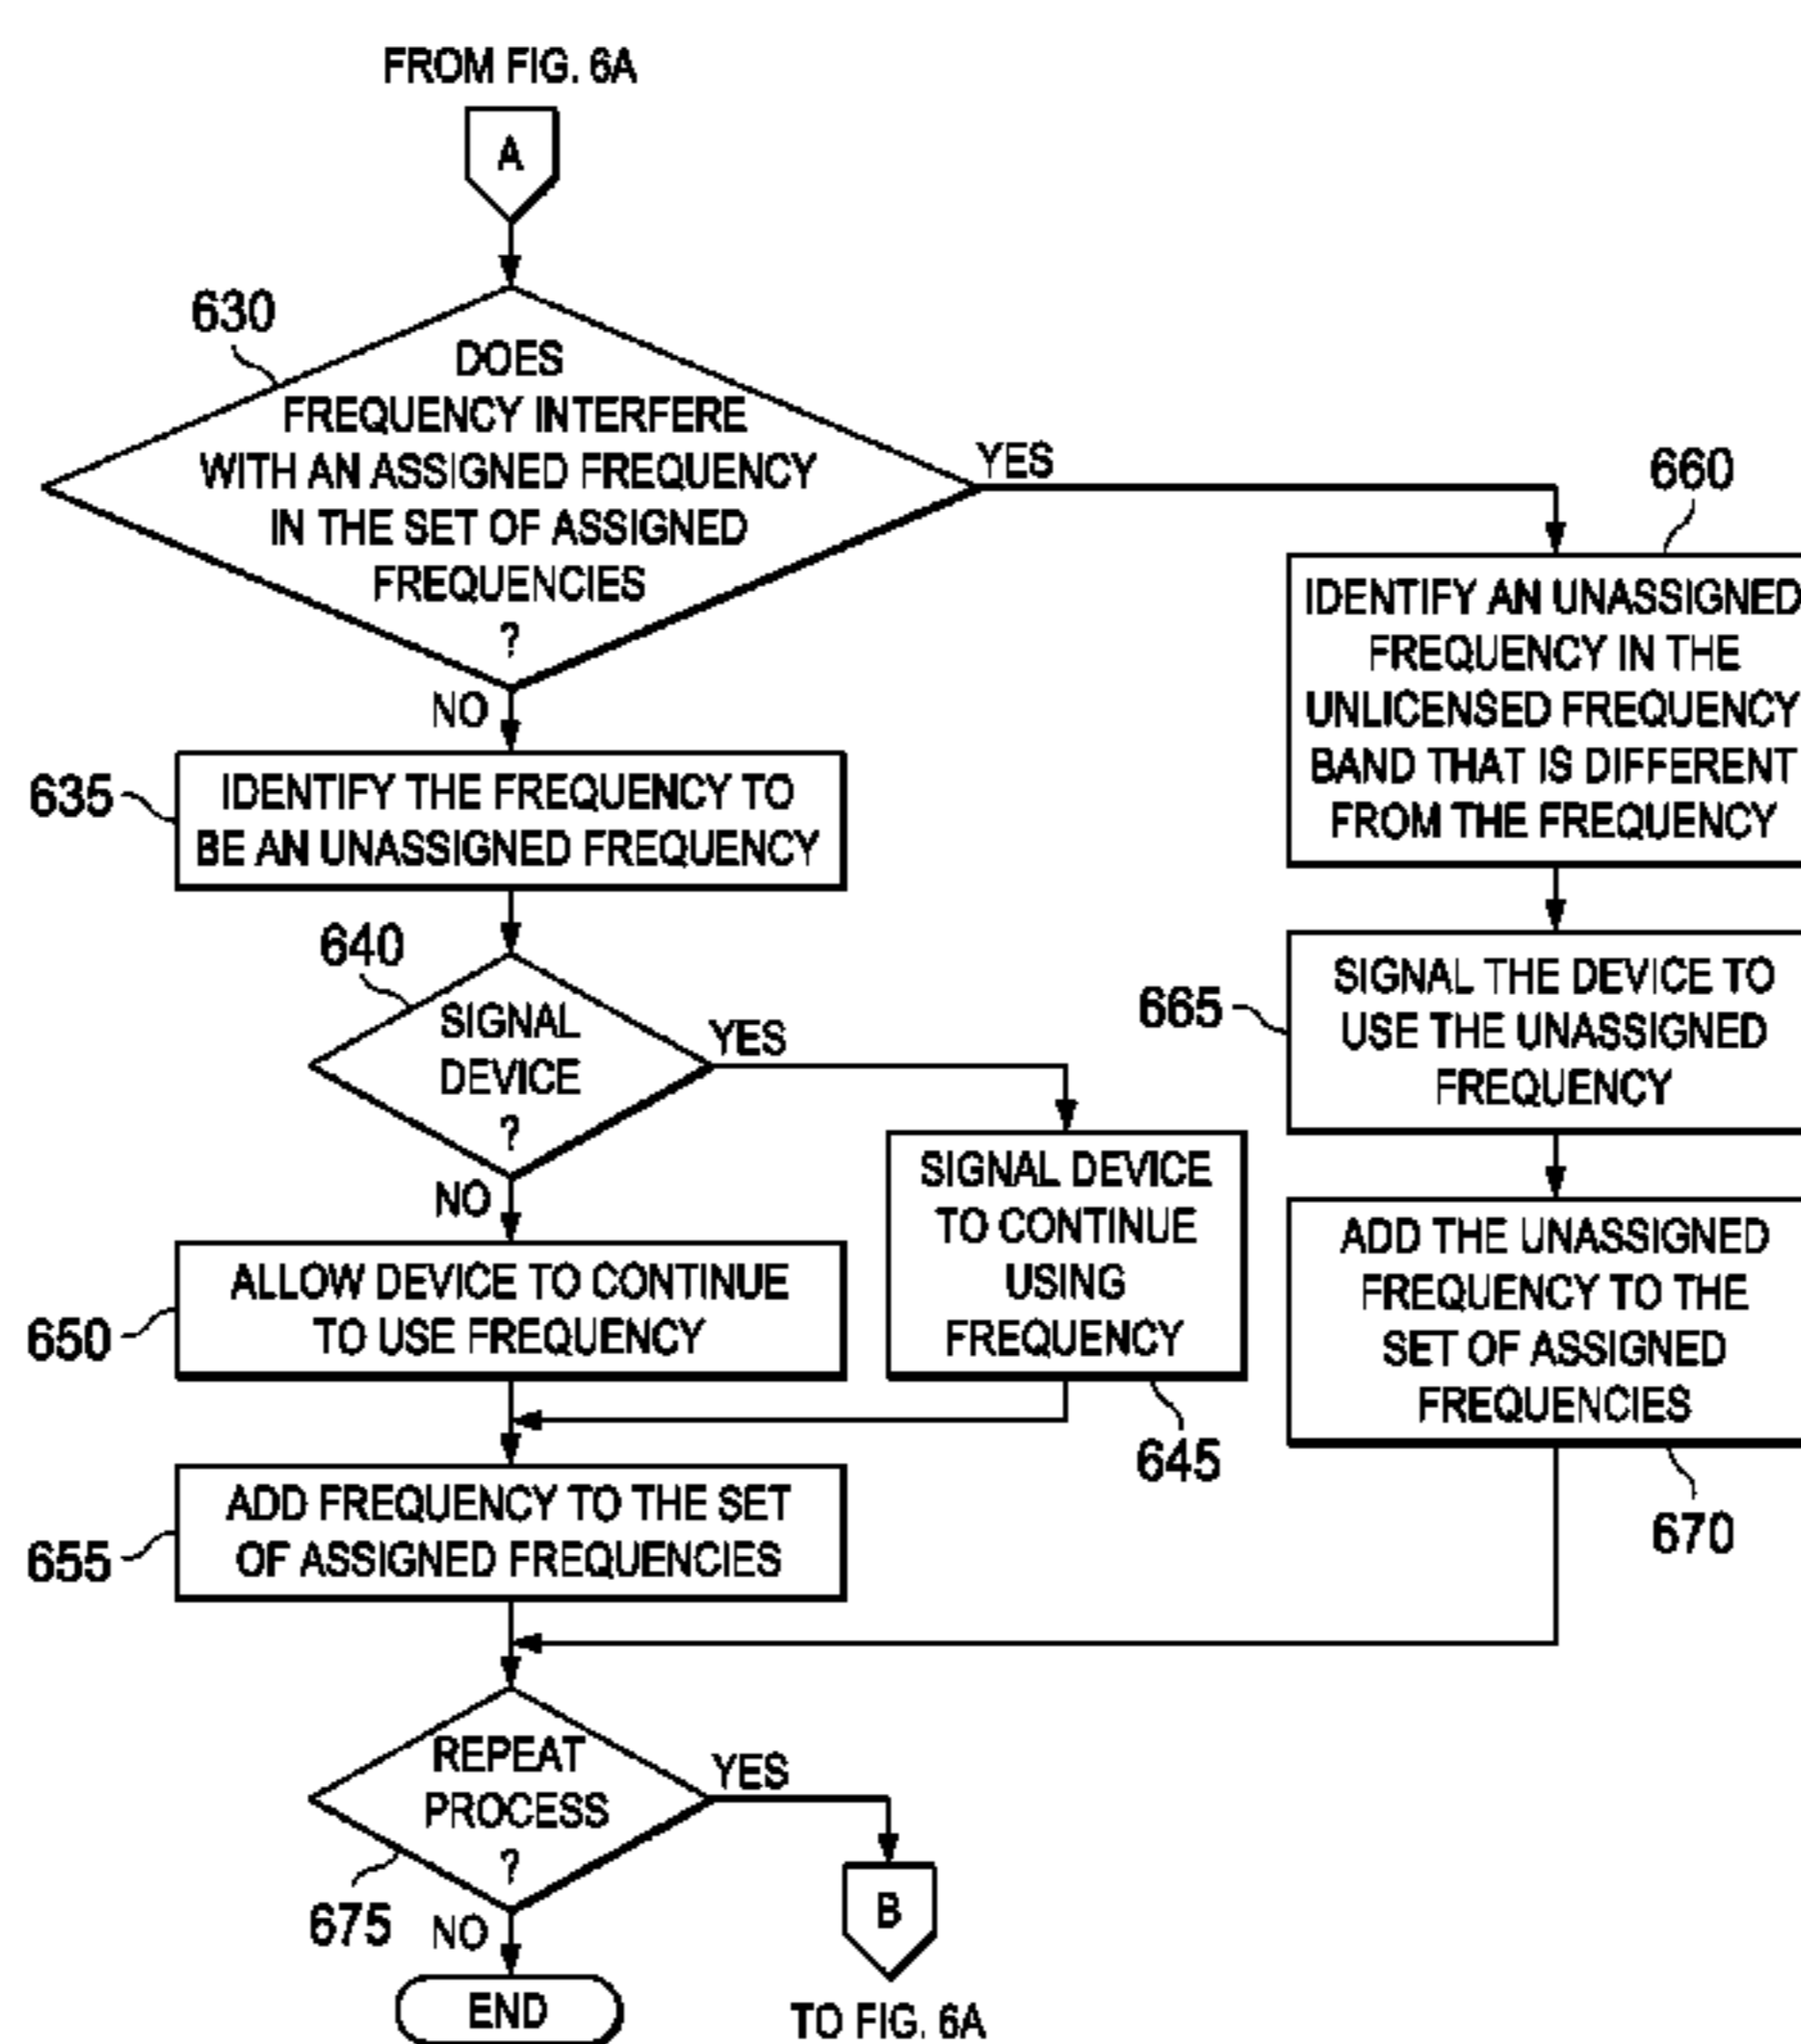 FROM FIG. 6A
A
630
DOES
FREQUENCY INTERFERE
WITH AN ASSIGNED FREQUENCY
IN THE SET OF ASSIGNED
FREQUENCIES
?
YES
NO
660
IDENTIFY AN UNASSIGNED
FREQUENCY IN THE
UNLICENSED FREQUENCY
BAND THAT IS DIFFERENT
FROM THE FREQUENCY
635
IDENTIFY THE FREQUENCY TO
BE AN UNASSIGNED FREQUENCY
640
SIGNAL
DEVICE
?
YES
NO
665
SIGNAL THE DEVICE TO
USE THE UNASSIGNED
FREQUENCY
SIGNAL DEVICE
TO CONTINUE
USING
FREQUENCY
645
650
ALLOW DEVICE TO CONTINUE
TO USE FREQUENCY
ADD THE UNASSIGNED
FREQUENCY TO THE
SET OF ASSIGNED
FREQUENCIES
670
655
ADD FREQUENCY TO THE SET
OF ASSIGNED FREQUENCIES
REPEAT
PROCESS
?
YES
675
NO
B
END
TO FIG. 6A